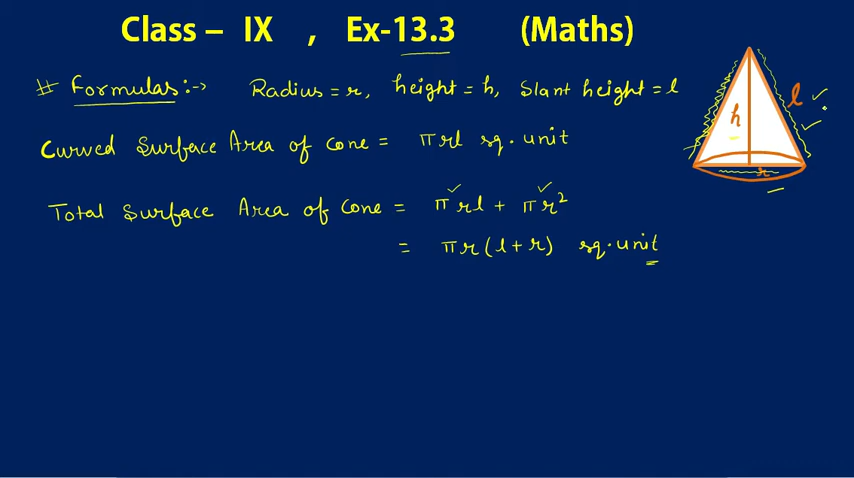 Class – IX , Ex-13.3 (Maths)
# Formulas :-> Radius = r, height = h, Slant height = l
Curved Surface Area of cone = πrl sq. unit
Total Surface Area of cone = πrl + πr²
= πr(l+r) sq. unit
h
l
r